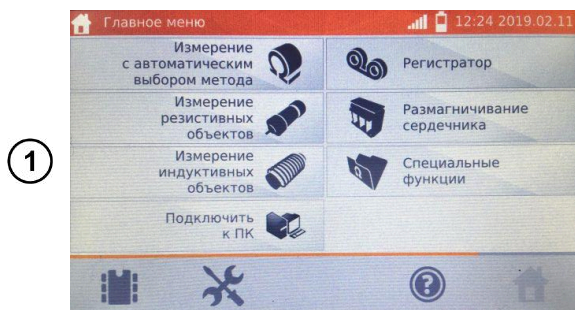 Главное меню
12:24 2019.02.11
Измерение
с автоматическим
выбором метода
Регистратор
Измерение
резистивных
объектов
Размагничивание
сердечника
1
Измерение
индуктивных
объектов
Специальные
функции
Подключить
к ПК